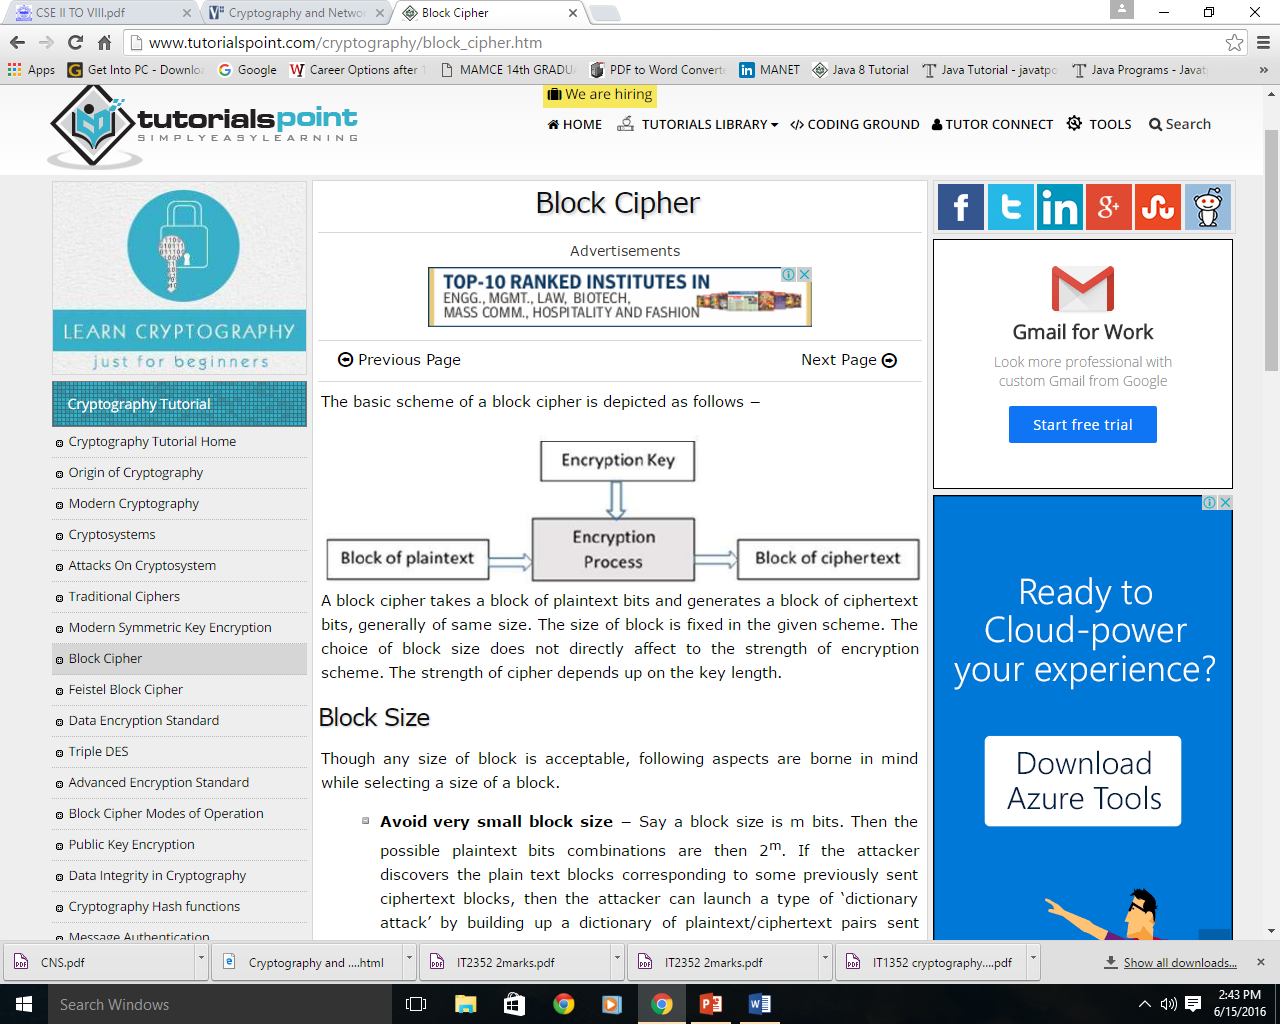 CSE II TO VIII.pdf
Cryptography and Networ
Block Cipher
www.tutorialspoint.com/cryptography/block_cipher.htm
Apps
Get Into PC - Downlo
Google
Career Options after 1
MAMCE 14th GRADU
PDF to Word Converte
MANET
Java 8 Tutorial
Java Tutorial - javatpo
Java Programs - Javat
»
tutorialspoint
SIMPLYEASYLEARNING
We are hiring
HOME
TUTORIALS LIBRARY
CODING GROUND
TUTOR CONNECT
TOOLS
Search
LEARN CRYPTOGRAPHY
just for beginners
Cryptography Tutorial
Cryptography Tutorial Home
Origin of Cryptography
Modern Cryptography
Cryptosystems
Attacks On Cryptosystem
Traditional Ciphers
Modern Symmetric Key Encryption
Block Cipher
Feistel Block Cipher
Data Encryption Standard
Triple DES
Advanced Encryption Standard
Block Cipher Modes of Operation
Public Key Encryption
Data Integrity in Cryptography
Cryptography Hash functions
Message Authentication
Block Cipher
Advertisements
TOP-10 RANKED INSTITUTES IN
ENGG., MGMT., LAW, BIOTECH,
MASS COMM., HOSPITALITY AND FASHION
Previous Page
Next Page
The basic scheme of a block cipher is depicted as follows −
Encryption Key
Block of plaintext
Encryption
Process
Block of ciphertext
A block cipher takes a block of plaintext bits and generates a block of ciphertext
bits, generally of same size. The size of block is fixed in the given scheme. The
choice of block size does not directly affect to the strength of encryption
scheme. The strength of cipher depends up on the key length.
Block Size
Though any size of block is acceptable, following aspects are borne in mind
while selecting a size of a block.
Avoid very small block size − Say a block size is m bits. Then the
possible plaintext bits combinations are then 2^m. If the attacker
discovers the plain text blocks corresponding to some previously sent
ciphertext blocks, then the attacker can launch a type of ‘dictionary
attack’ by building up a dictionary of plaintext/ciphertext pairs sent
Gmail for Work
Look more professional with
custom Gmail from Google
Start free trial
Ready to
Cloud-power
your experience?
Download
Azure Tools
CNS.pdf
Cryptography and ....html
IT2352 2marks.pdf
IT2352 2marks.pdf
IT1352 cryptography....pdf
Show all downloads...
Search Windows
2:43 PM
6/15/2016